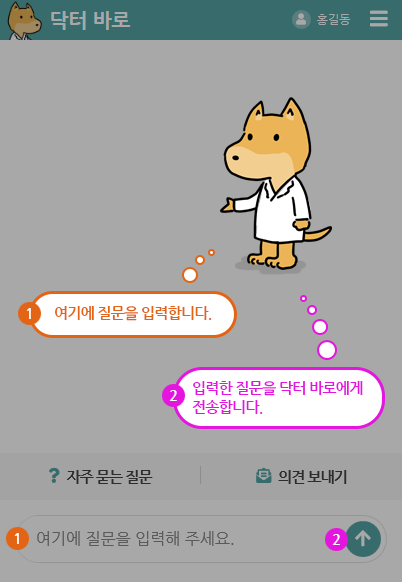 닥터 바로
홍길동
1 여기에 질문을 입력합니다.
2 입력한 질문을 닥터 바로에게
전송합니다.
? 자주 묻는 질문
의견 보내기
1 여기에 질문을 입력해 주세요. 2